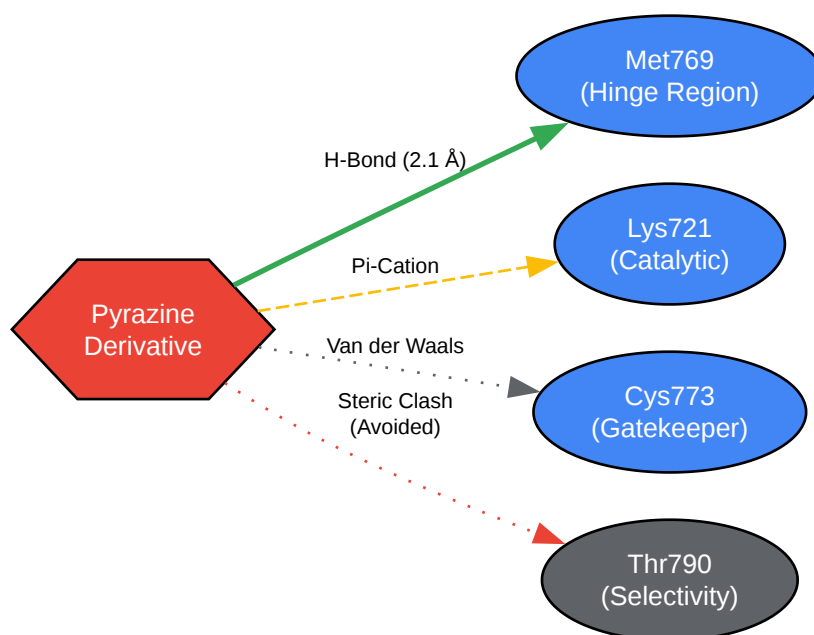 Met769
(Hinge Region)
H-Bond (2.1 Å)
Lys721
(Catalytic)
Pi-Cation
Pyrazine
Derivative
Van der Waals
Cys773
(Gatekeeper)
Steric Clash
(Avoided)
Thr790
(Selectivity)